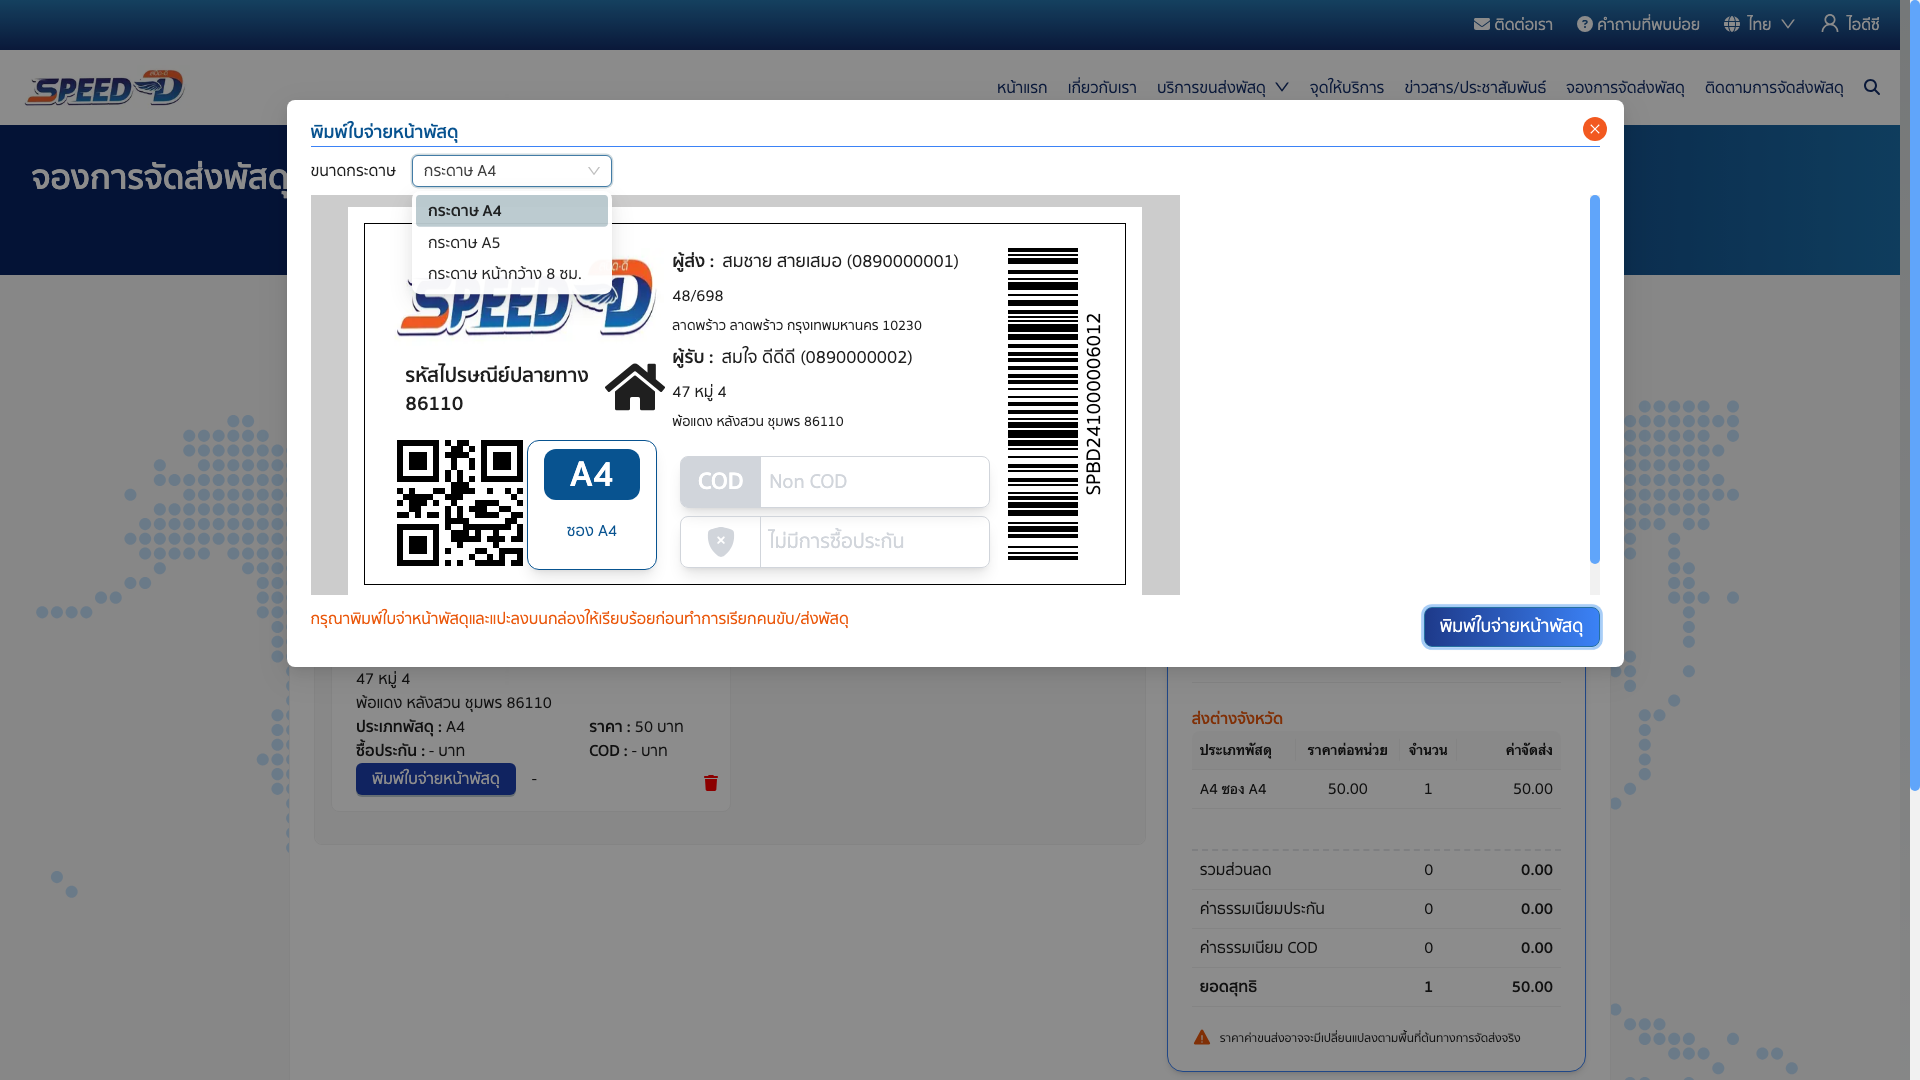 ติดต่อเรา
คำถามที่พบบ่อย
ไทย
ไอดีซี
SPEED D
หน้าแรก
เกี่ยวกับเรา
บริการขนส่งพัสดุ
จุดให้บริการ
ข่าวสาร/ประชาสัมพันธ์
จองการจัดส่งพัสดุ
ติดตามการจัดส่งพัสดุ
จองการจัดส่งพัสดุ
พิมพ์ใบจ่ายหน้าพัสดุ
ขนาดกระดาษ
กระดาษ A4
กระดาษ A4
กระดาษ A5
กระดาษ หน้ากว้าง 8 ซม.
SPEED D
รหัสไปรษณีย์ปลายทาง
86110
A4
ซอง A4
ผู้ส่ง : สมชาย สายเสมอ (0890000001)
48/698
ลาดพร้าว ลาดพร้าว กรุงเทพมหานคร 10230
ผู้รับ : สมใจ ดีดีดี (0890000002)
47 หมู่ 4
พ้อแดง หลังสวน ชุมพร 86110
COD Non COD
ไม่มีการซื้อประกัน
SPBD241000006012
กรุณาพิมพ์ใบจ่าหน้าพัสดุและแปะลงบนกล่องให้เรียบร้อยก่อนทำการเรียกคนขับ/ส่งพัสดุ
พิมพ์ใบจ่ายหน้าพัสดุ
47 หมู่ 4
พ้อแดง หลังสวน ชุมพร 86110
ประเภทพัสดุ : A4 ราคา : 50 บาท
ซื้อประกัน : - บาท COD : - บาท
พิมพ์ใบจ่ายหน้าพัสดุ -
ส่งต่างจังหวัด
ประเภทพัสดุ ราคาต่อหน่วย จำนวน ค่าจัดส่ง
A4 ซอง A4 50.00 1 50.00
รวมส่วนลด 0 0.00
ค่าธรรมเนียมประกัน 0 0.00
ค่าธรรมเนียม COD 0 0.00
ยอดสุทธิ 1 50.00
ราคาค่าขนส่งอาจจะมีเปลี่ยนแปลงตามพื้นที่ต้นทางการจัดส่งจริง